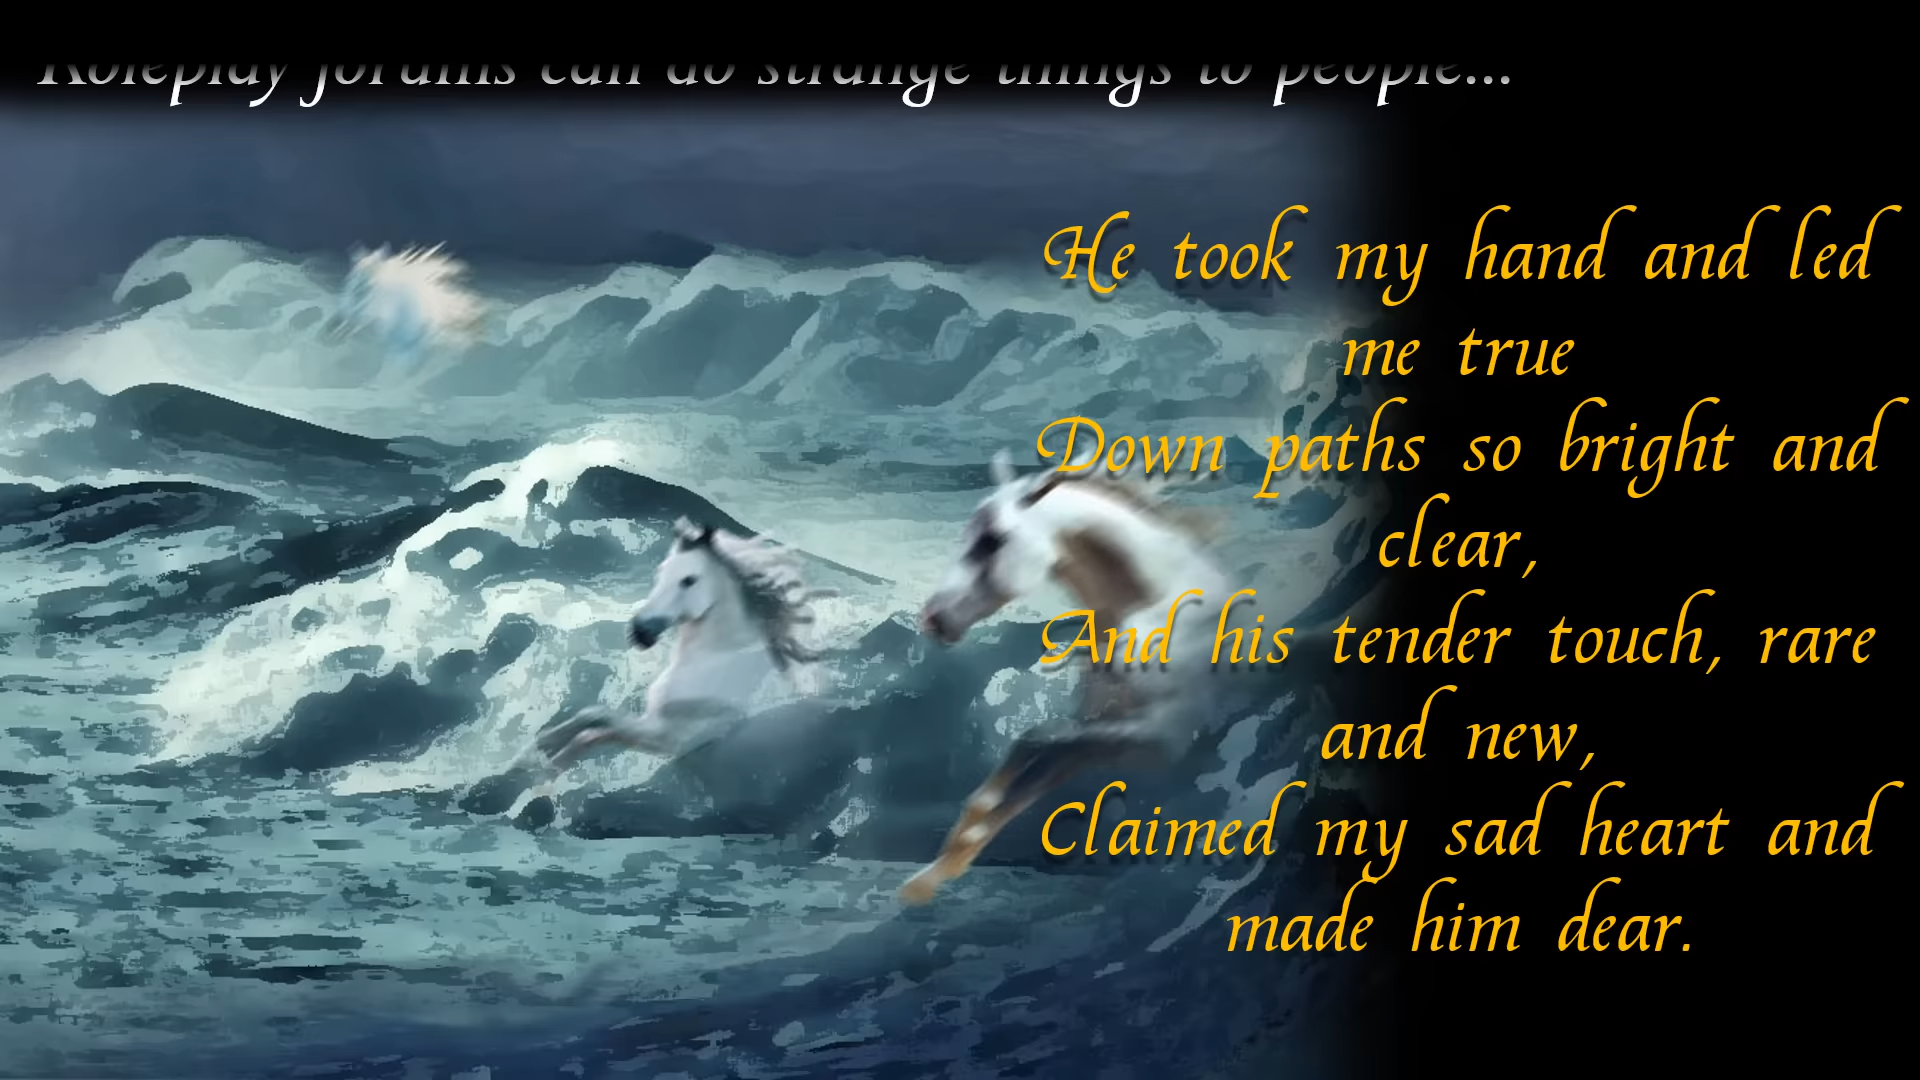 Roleplay forums can do strange things to people...
He took my hand and led
me true
Down paths so bright and
clear,
And his tender touch, rare
and new,
Claimed my sad heart and
made him dear.